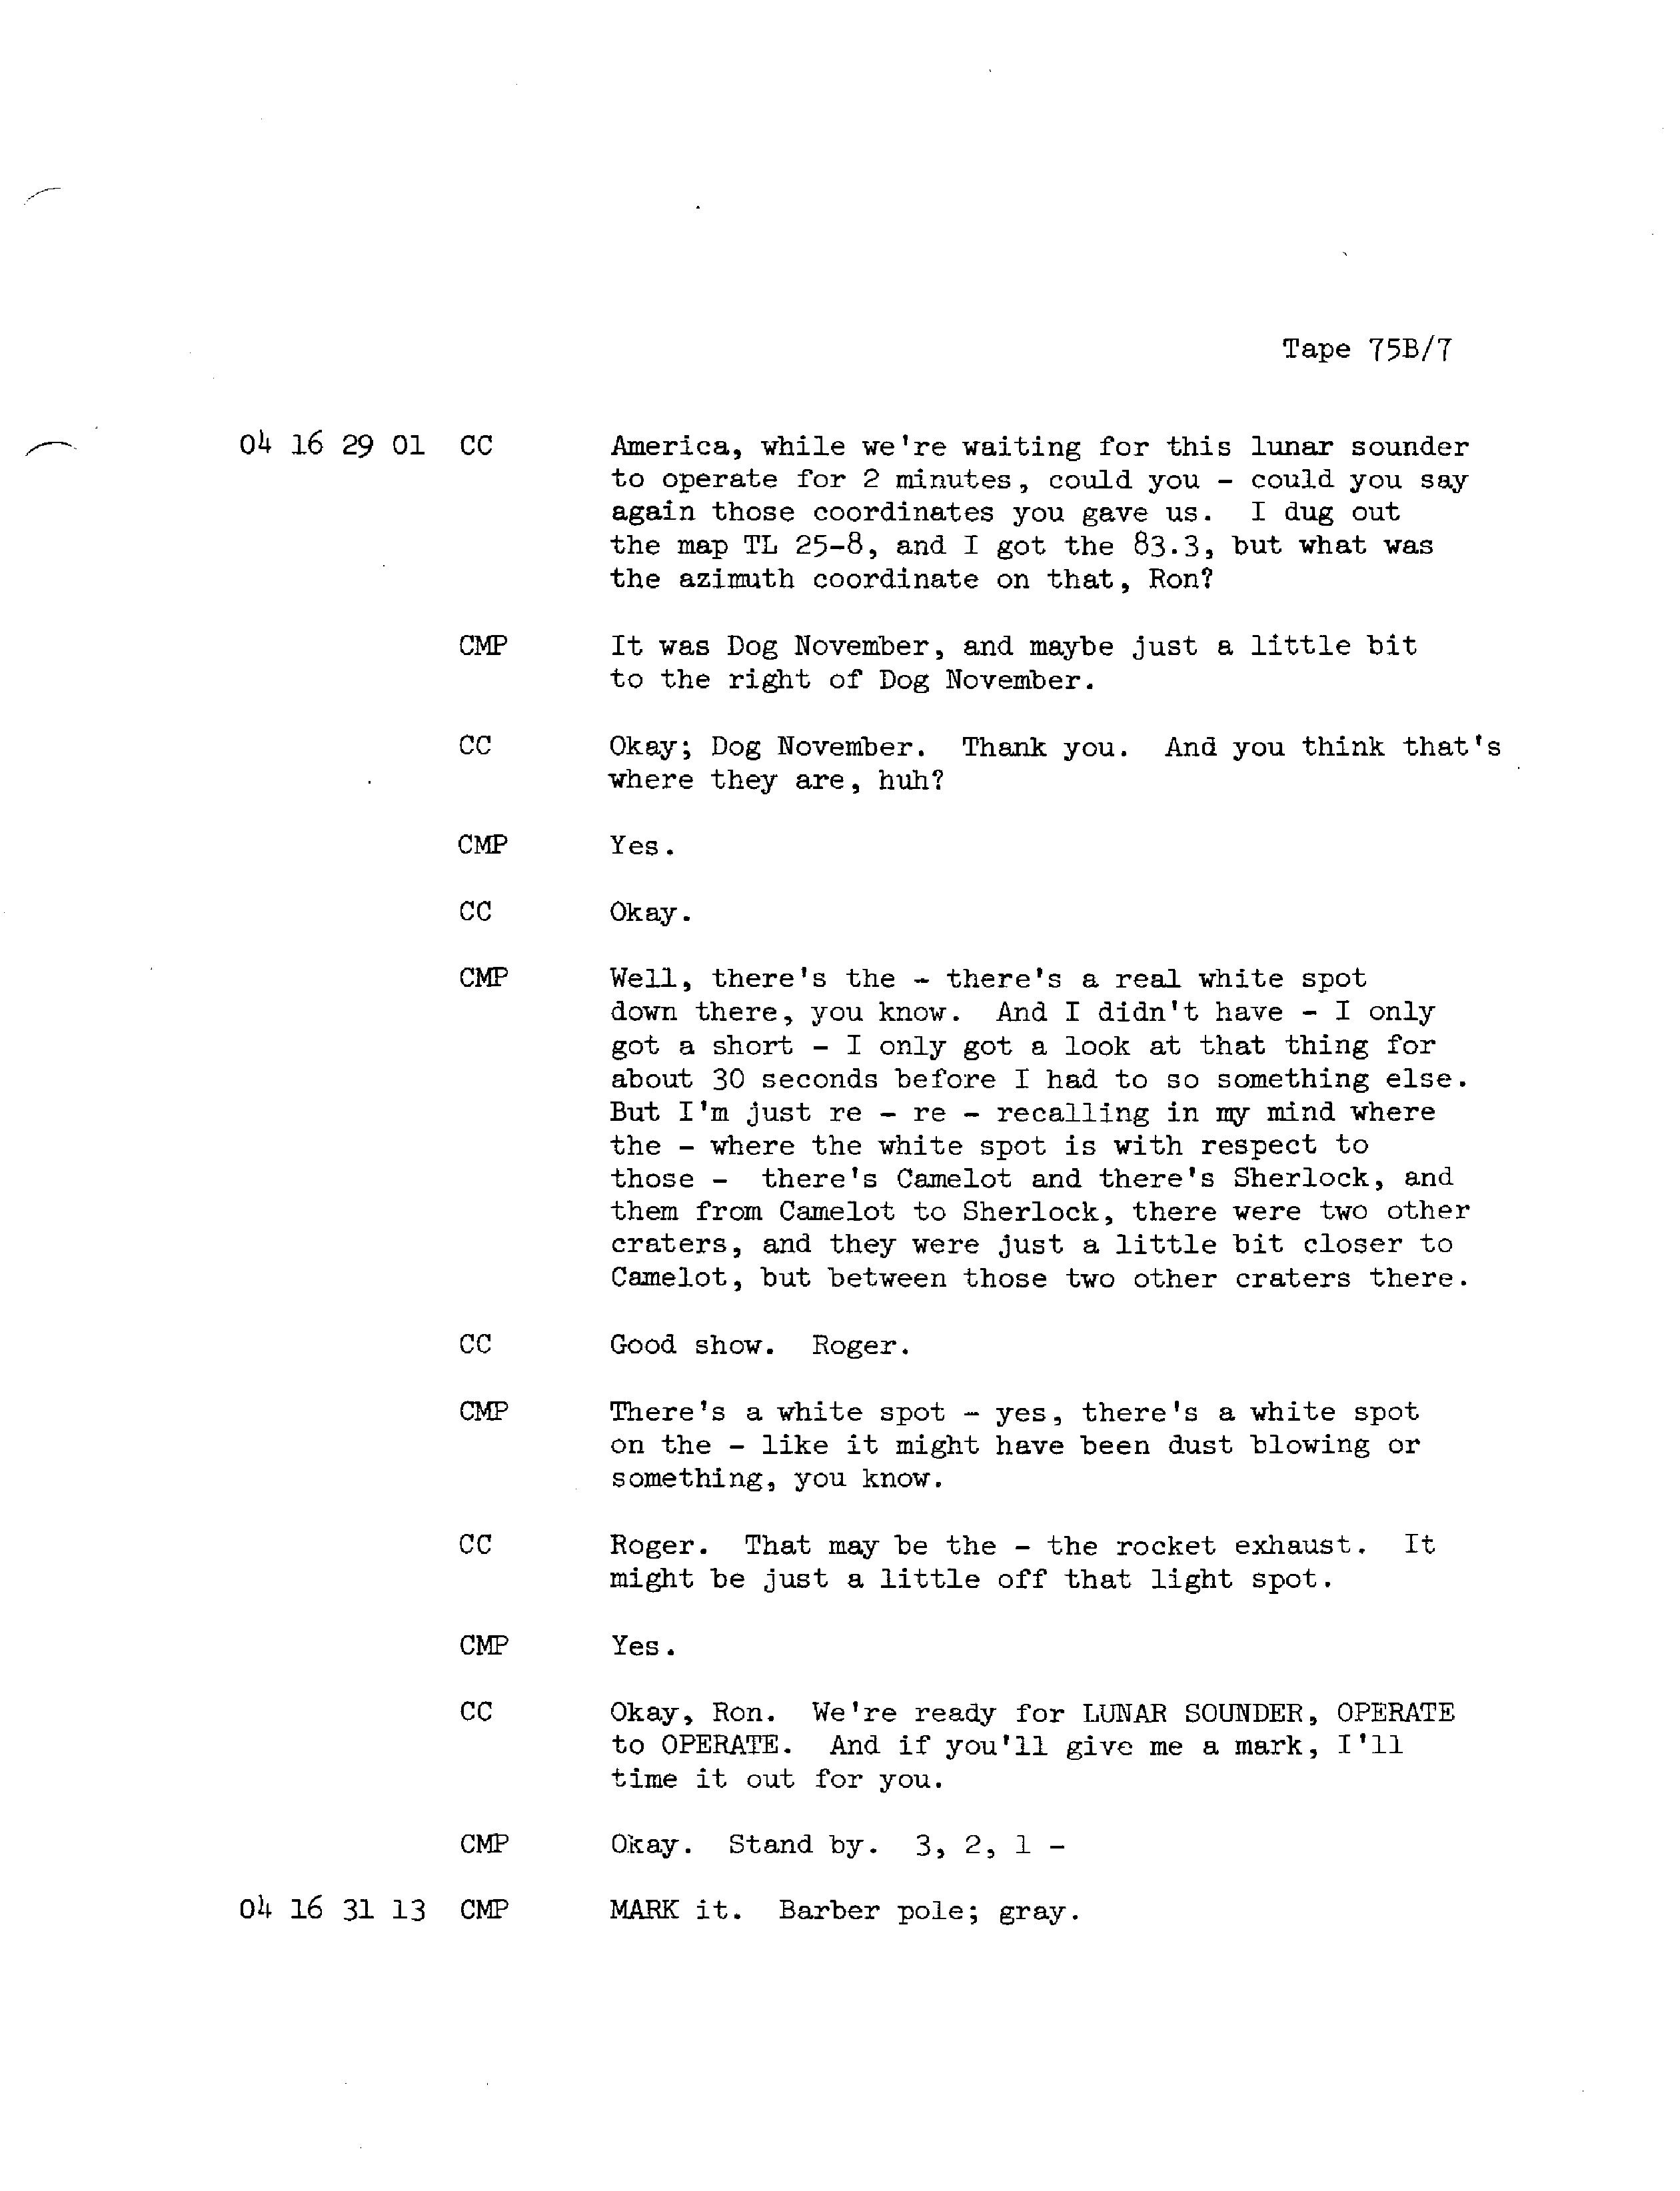 Tape 75B/7
04 16 29 01 CC America, while we're waiting for this lunar sounder
to operate for 2 minutes, could you - could you say
again those coordinates you gave us. I dug out
the map TL 25-8, and I got the 83.3, but what was
the azimuth coordinate on that, Ron?
CMP It was Dog November, and maybe just a little bit
to the right of Dog November.
CC Okay; Dog November. Thank you. And you think that's
where they are, huh?
CMP Yes.
CC Okay.
CMP Well, there's the - there's a real white spot
down there, you know. And I didn't have - I only
got a short - I only got a look at that thing for
about 30 seconds before I had to so something else.
But I'm just re - re - recalling in my mind where
the - where the white spot is with respect to
those - there's Camelot and there's Sherlock, and
them from Camelot to Sherlock, there were two other
craters, and they were just a little bit closer to
Camelot, but between those two other craters there.
CC Good show. Roger.
CMP There's a white spot - yes, there's a white spot
on the - like it might have been dust blowing or
something, you know.
CC Roger. That may be the - the rocket exhaust. It
might be just a little off that light spot.
CMP Yes.
CC Okay, Ron. We're ready for LUNAR SOUNDER, OPERATE
to OPERATE. And if you'll give me a mark, I'll
time it out for you.
CMP Okay. Stand by. 3, 2, 1 -
04 16 31 13 CMP MARK it. Barber pole; gray.